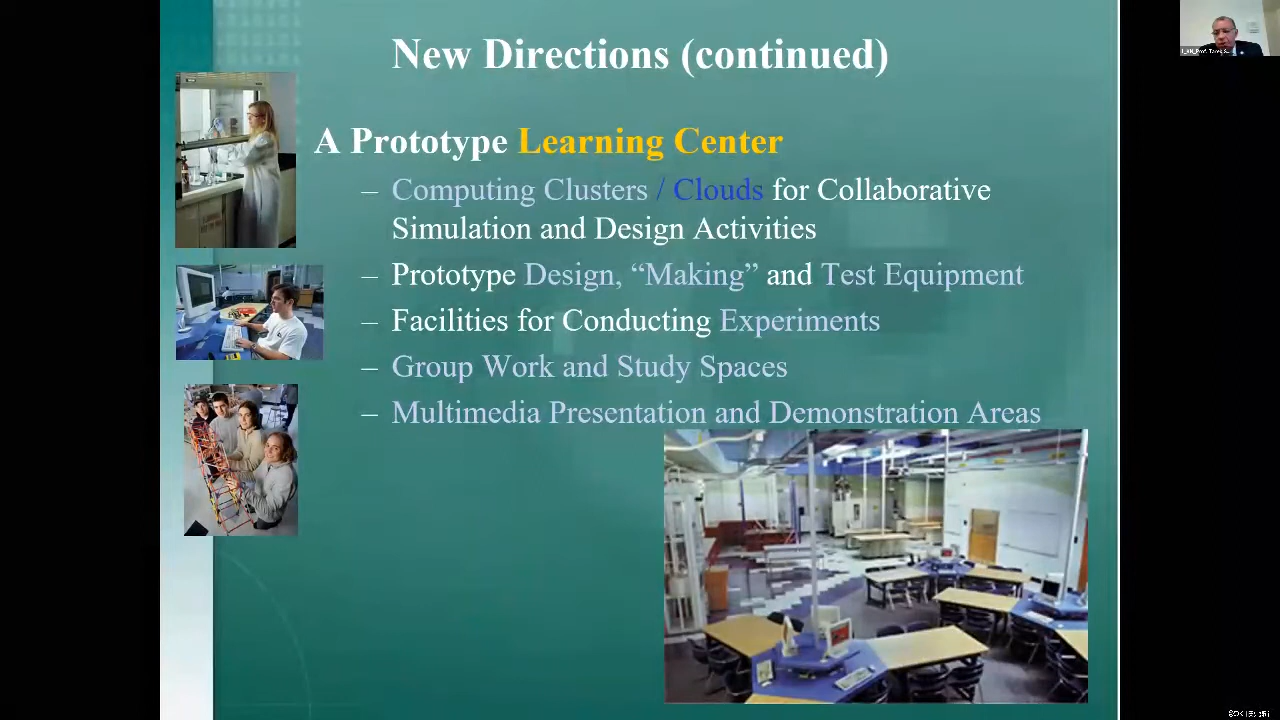 New Directions (continued)
A Prototype Learning Center
– Computing Clusters / Clouds for Collaborative
Simulation and Design Activities
– Prototype Design, “Making” and Test Equipment
– Facilities for Conducting Experiments
– Group Work and Study Spaces
– Multimedia Presentation and Demonstration Areas